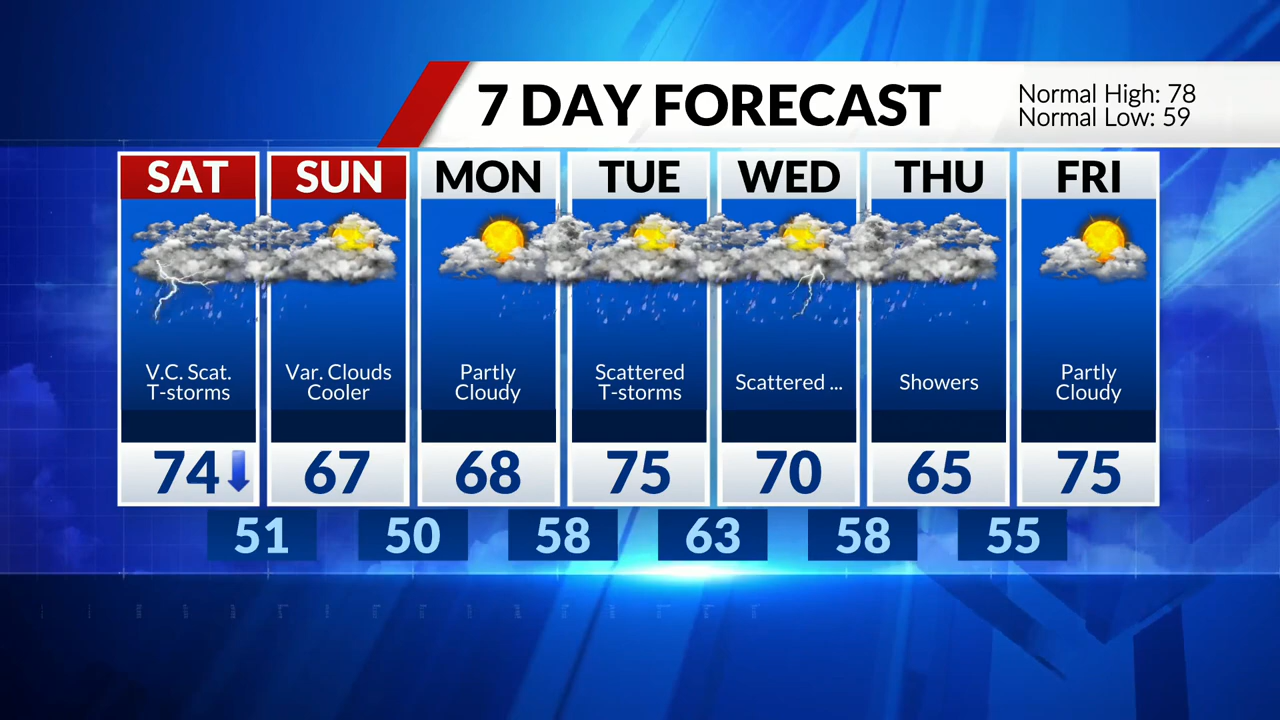 7 DAY FORECAST
Normal High: 78
Normal Low: 59
SAT
SUN
MON
TUE
WED
THU
FRI
V.C. Scat.
T-storms
Var. Clouds
Cooler
Partly
Cloudy
Scattered
T-storms
Scattered ...
Showers
Partly
Cloudy
74
67
68
75
70
65
75
51
50
58
63
58
55